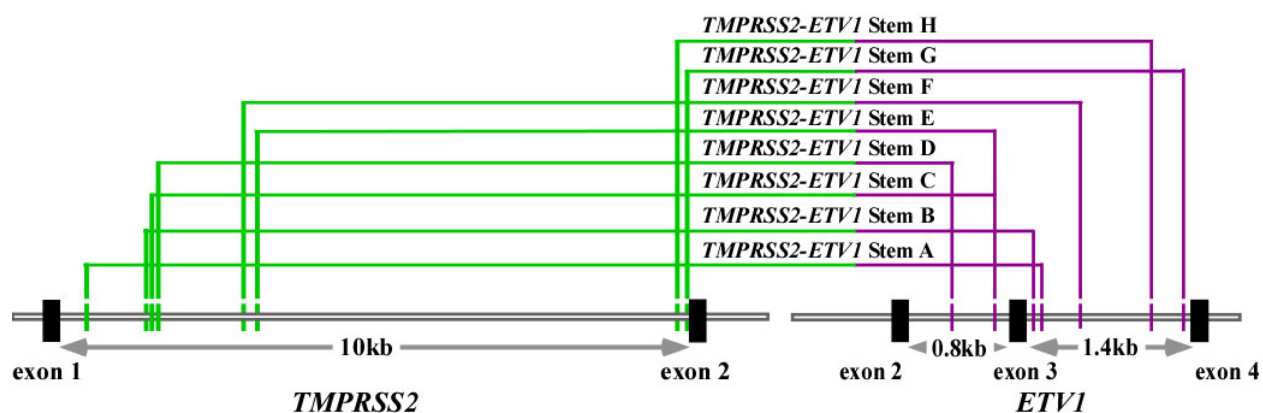 TMPRSS2-ETV1 Stem H
TMPRSS2-ETV1 Stem G
TMPRSS2-ETV1 Stem F
TMPRSS2-ETV1 Stem E
TMPRSS2-ETV1 Stem D
TMPRSS2-ETV1 Stem C
TMPRSS2-ETV1 Stem B
TMPRSS2-ETV1 Stem A
10kb 0.8kb 1.4kb
exon 1 exon 2 exon 2 exon 3 exon 4
TMPRSS2 ETV1